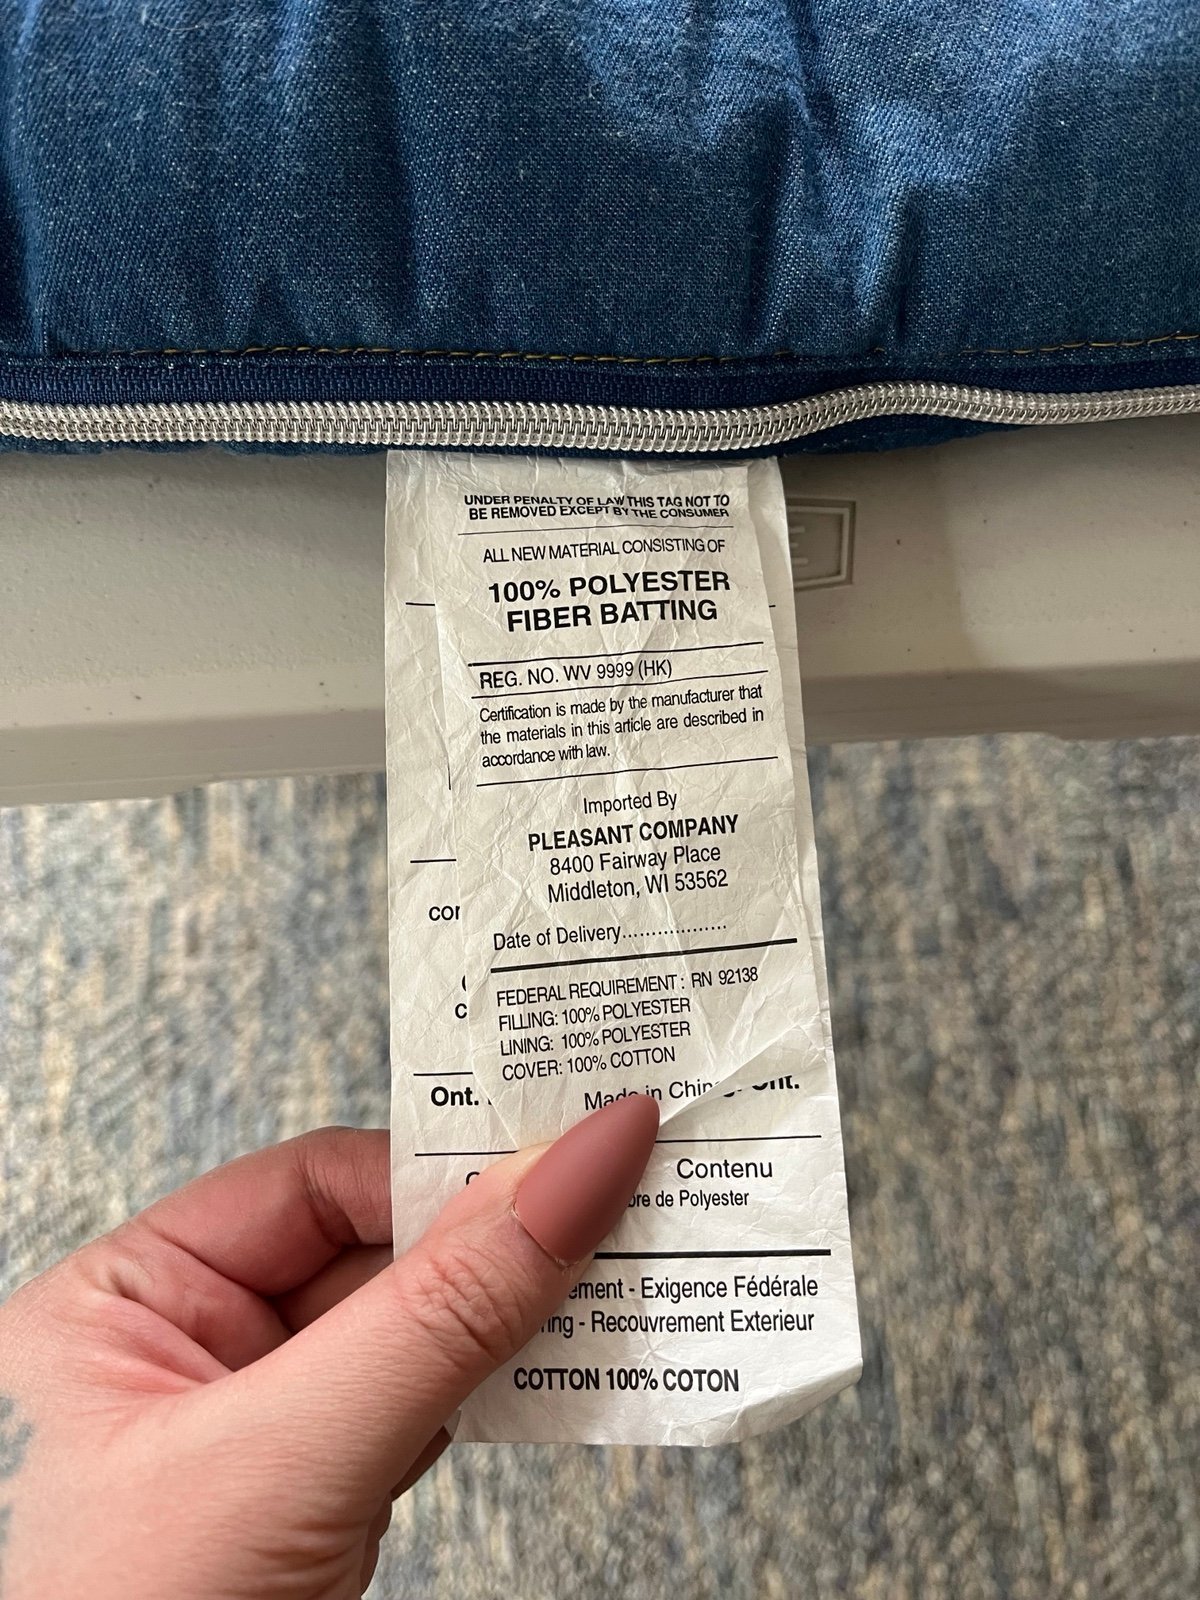 UNDER PENALTY OF LAW THIS TAG NOT TO
BE REMOVED EXCEPT BY THE CONSUMER
ALL NEW MATERIAL CONSISTING OF
100% POLYESTER
FIBER BATTING
REG. NO. WV 9999 (HK)
Certification is made by the manufacturer that
the materials in this article are described in
accordance with law.
Imported By
PLEASANT COMPANY
8400 Fairway Place
Middleton, WI 53562
Date of Delivery..................
FEDERAL REQUIREMENT: RN 92138
FILLING: 100% POLYESTER
LINING: 100% POLYESTER
COVER: 100% COTTON
Made in China
Ont. Ont.
Contenu
de Polyester
- Exigence Fédérale
- Recouvrement Exterieur
COTTON 100% COTON